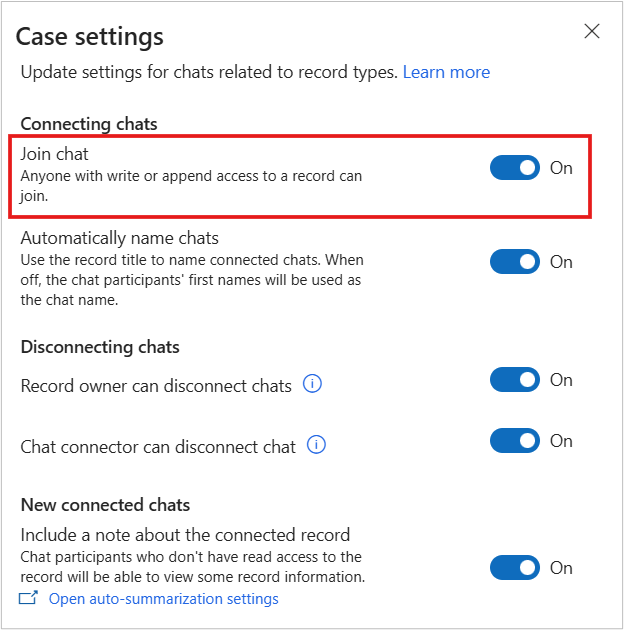 Case settings
Update settings for chats related to record types. Learn more
Connecting chats
Join chat
Anyone with write or append access to a record can
join.
On
Automatically name chats
Use the record title to name connected chats. When
off, the chat participants' first names will be used as
the chat name.
On
Disconnecting chats
Record owner can disconnect chats
On
Chat connector can disconnect chat
On
New connected chats
Include a note about the connected record
Chat participants who don't have read access to the
record will be able to view some record information.
On
Open auto-summarization settings